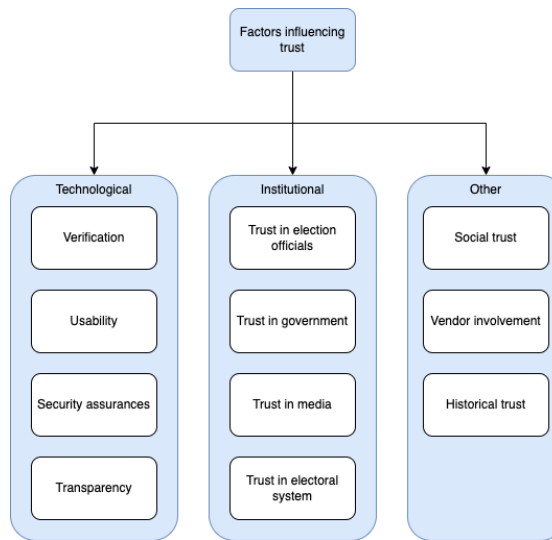 Factors influencing
trust
Technological
Verification
Usability
Security assurances
Transparency
Institutional
Trust in election
officials
Trust in government
Trust in media
Trust in electoral
system
Other
Social trust
Vendor involvement
Historical trust